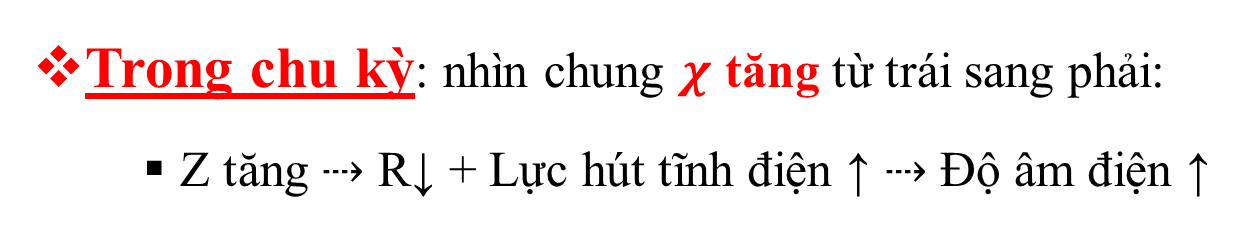 ❖Trong chu kỳ: nhìn chung χ tăng từ trái sang phải:
▪ Z tăng ⤏ R↓ + Lực hút tĩnh điện ↑ ⤏ Độ âm điện ↑